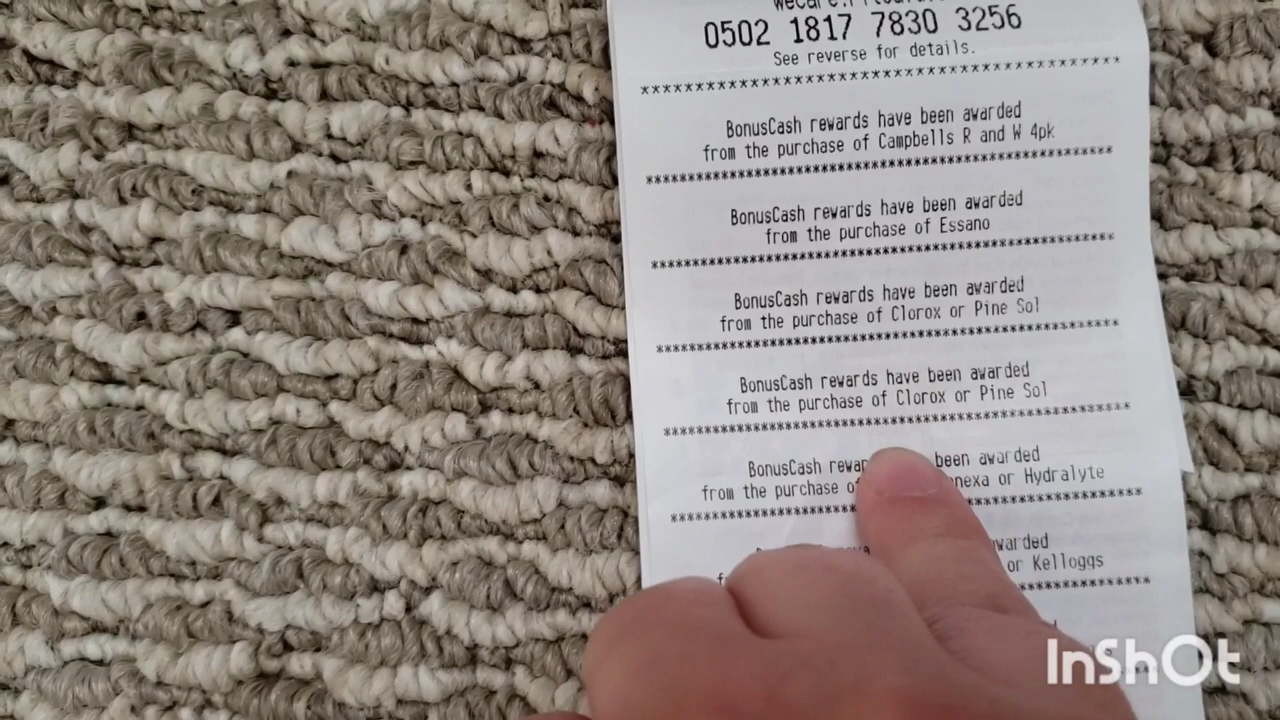 0502 1817 7830 3256
See reverse for details.
****************************************
BonusCash rewards have been awarded
from the purchase of Campbells R and W 4pk
********************************************************
BonusCash rewards have been awarded
from the purchase of Essano
********************************************************
BonusCash rewards have been awarded
from the purchase of Clorox or Pine Sol
********************************************************
BonusCash rewards have been awarded
from the purchase of Clorox or Pine Sol
********************************************************
BonusCash been awarded
from the purchase or Hydralyte
********************************************************
or Kelloggs
InShOt